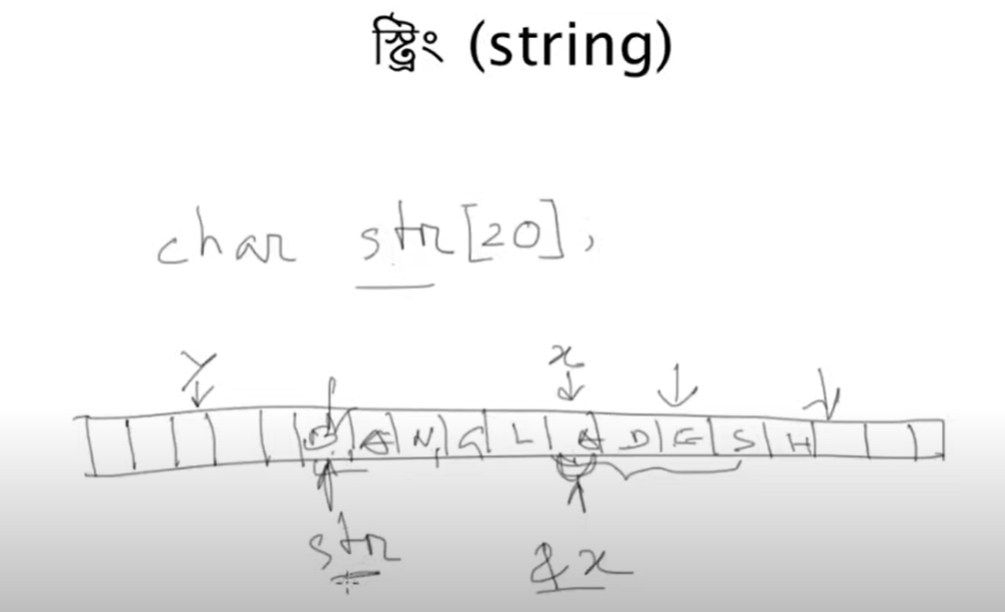 স্ট্রিং (string)
char str[20];
y x
B A N G L A D E S H
str &x